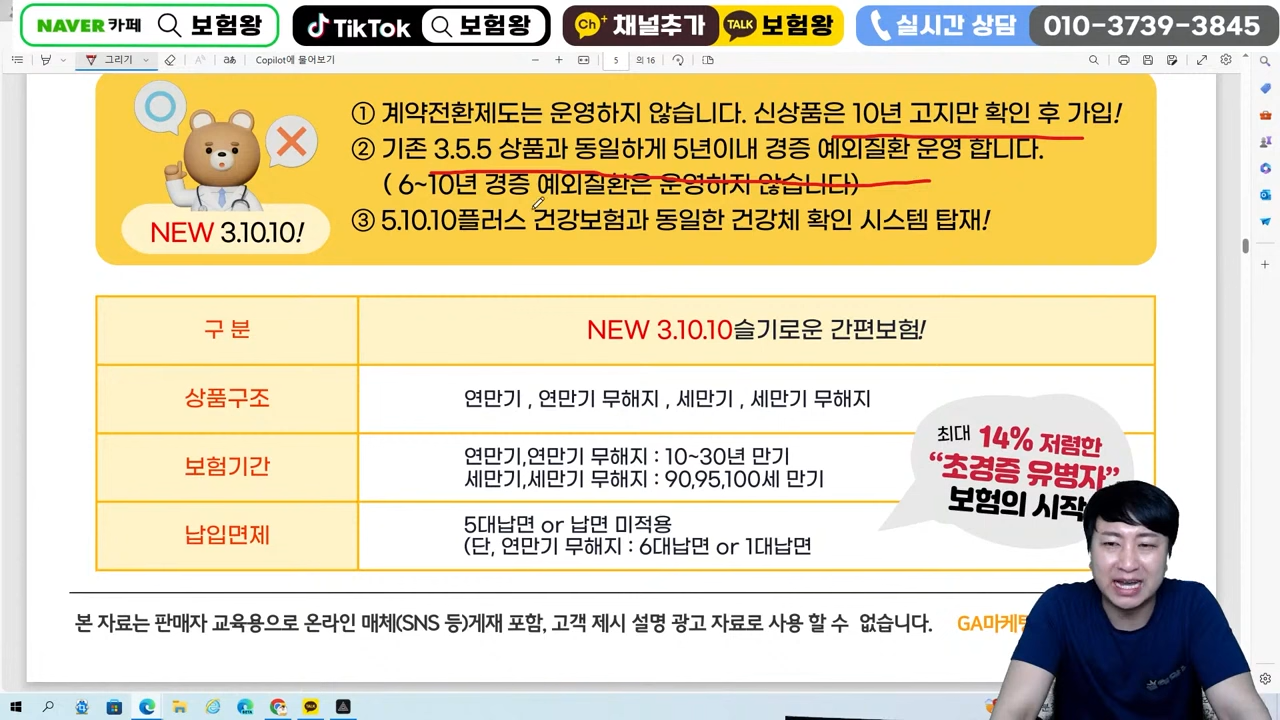 NAVER 카페 보험왕 TikTok 보험왕 Ch+ 채널추가 TALK 보험왕 실시간 상담 010-3739-3845
그리기 가 aあ Copilot에 물어보기 5 의 16
① 계약전환제도는 운영하지 않습니다. 신상품은 10년 고지만 확인 후 가입!
② 기존 3.5.5 상품과 동일하게 5년이내 경증 예외질환 운영 합니다.
( 6~10년 경증 예외질환은 운영하지 않습니다)
③ 5.10.10플러스 건강보험과 동일한 건강체 확인 시스템 탑재!
NEW 3.10.10!
구 분 NEW 3.10.10슬기로운 간편보험!
상품구조 연만기 , 연만기 무해지 , 세만기 , 세만기 무해지
보험기간 연만기,연만기 무해지 : 10~30년 만기
세만기,세만기 무해지 : 90,95,100세 만기
납입면제 5대납면 or 납면 미적용
(단, 연만기 무해지 : 6대납면 or 1대납면
최대 14% 저렴한
“초경증 유병자”
보험의 시작
본 자료는 판매자 교육용으로 온라인 매체(SNS 등)게재 포함, 고객 제시 설명 광고 자료로 사용 할 수 없습니다. GA마케